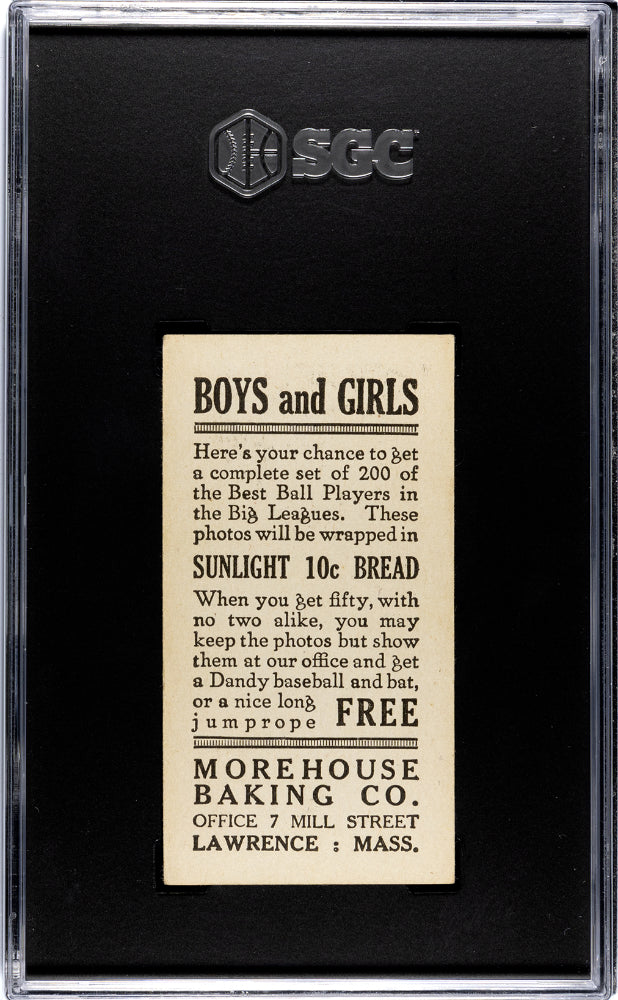 SGC
BOYS and GIRLS
Here's your chance to get
a complete set of 200 of
the Best Ball Players in
the Big Leagues. These
photos will be wrapped in
SUNLIGHT 10c BREAD
When you get fifty, with
no two alike, you may
keep the photos but show
them at our office and get
a Dandy baseball and bat,
or a nice long
jumprope FREE
MOREHOUSE
BAKING CO.
OFFICE 7 MILL STREET
LAWRENCE : MASS.